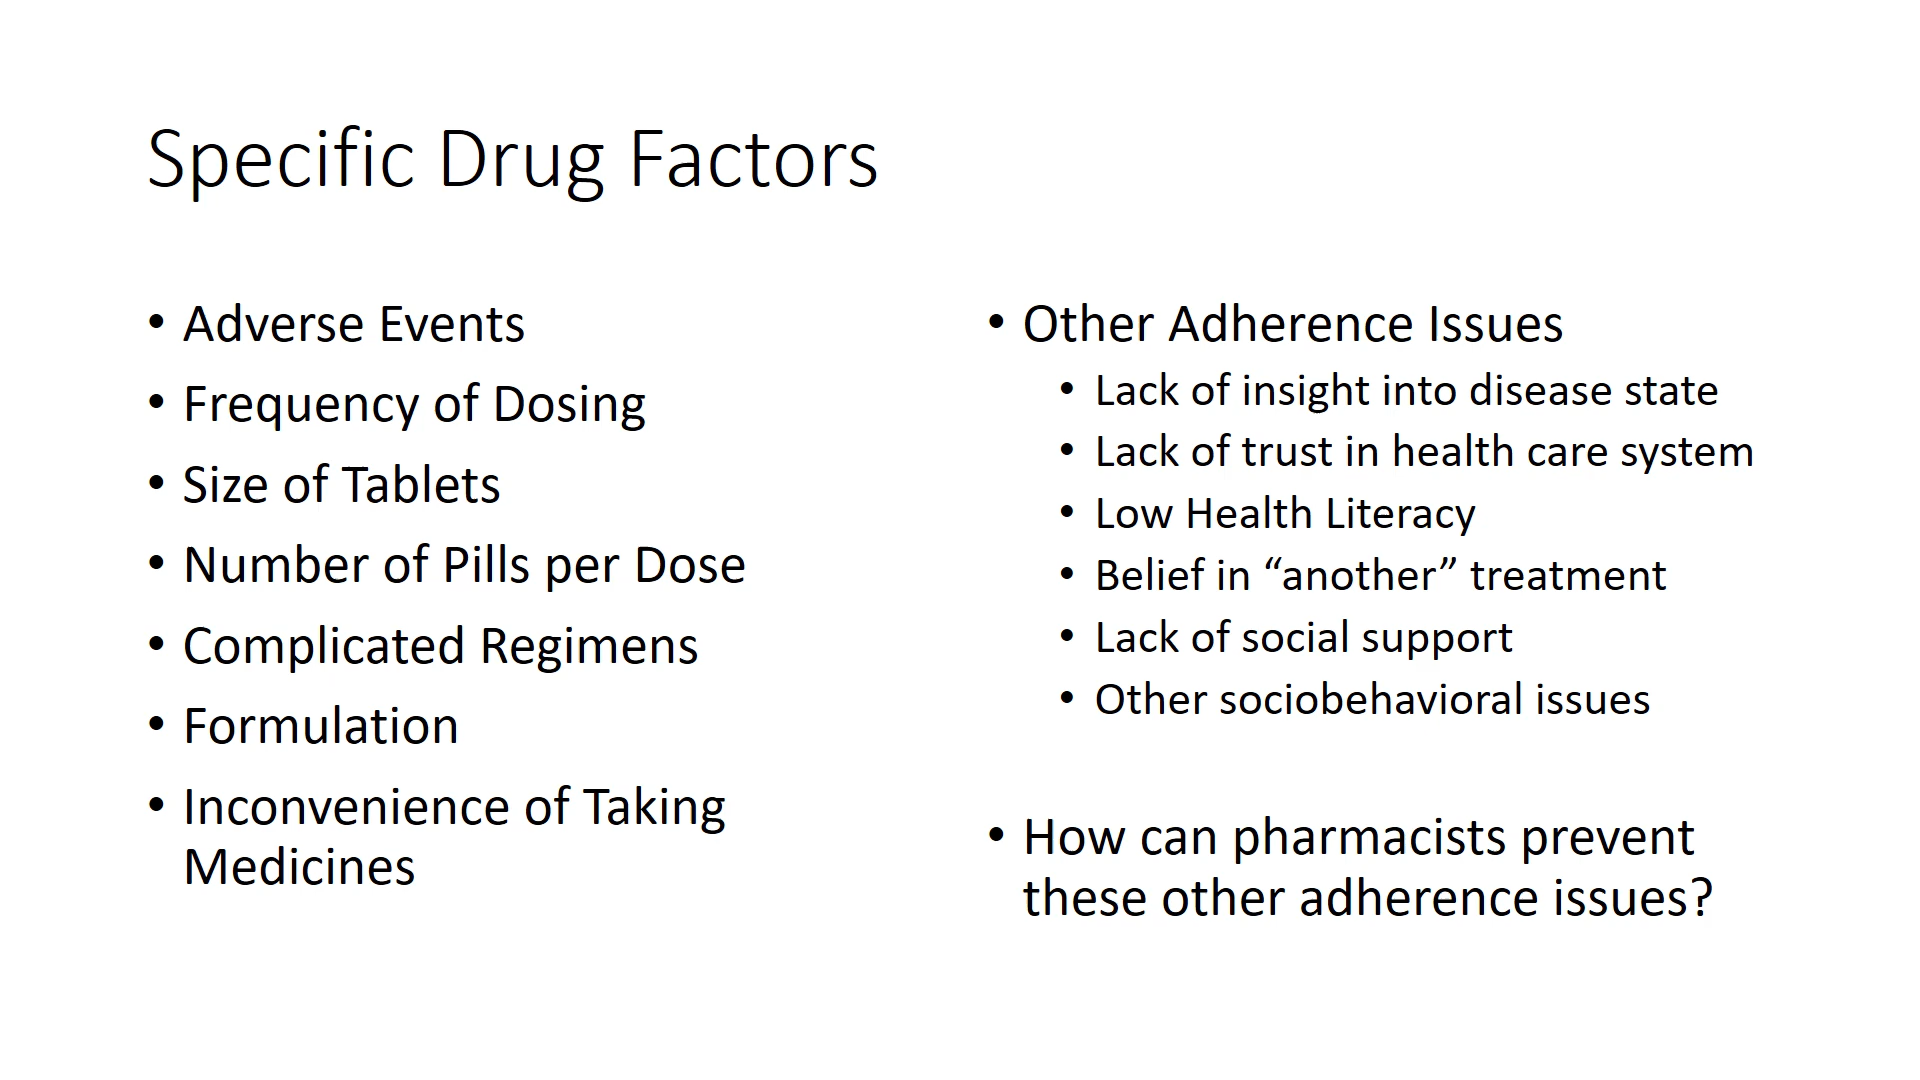 Specific Drug Factors
• Adverse Events
• Frequency of Dosing
• Size of Tablets
• Number of Pills per Dose
• Complicated Regimens
• Formulation
• Inconvenience of Taking
Medicines
• Other Adherence Issues
• Lack of insight into disease state
• Lack of trust in health care system
• Low Health Literacy
• Belief in “another” treatment
• Lack of social support
• Other sociobehavioral issues
• How can pharmacists prevent
these other adherence issues?